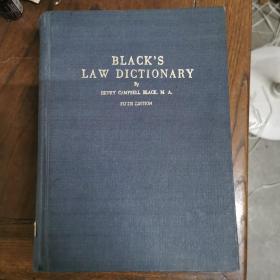 BLACK'S
LAW DICTIONARY
By
HENRY CAMPBELL BLACK, M. A.
FIFTH EDITION